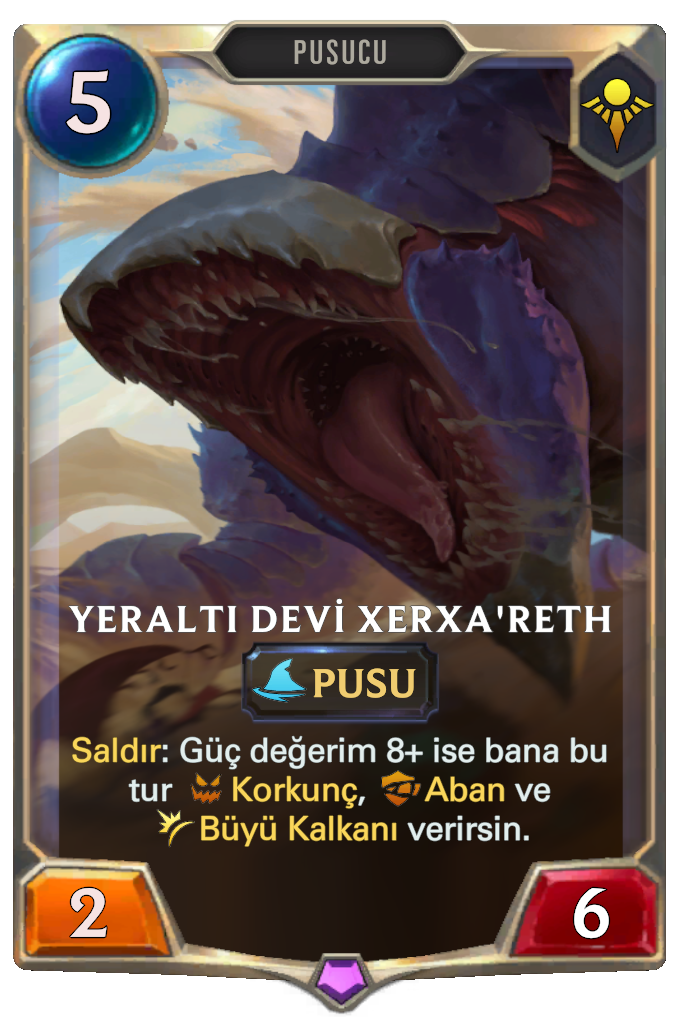 PUSUCU
5
YERALTI DEVİ XERXA'RETH
PUSU
Saldır: Güç değerim 8+ ise bana bu
tur Korkunç, Aban ve
Büyü Kalkanı verirsin.
2
6